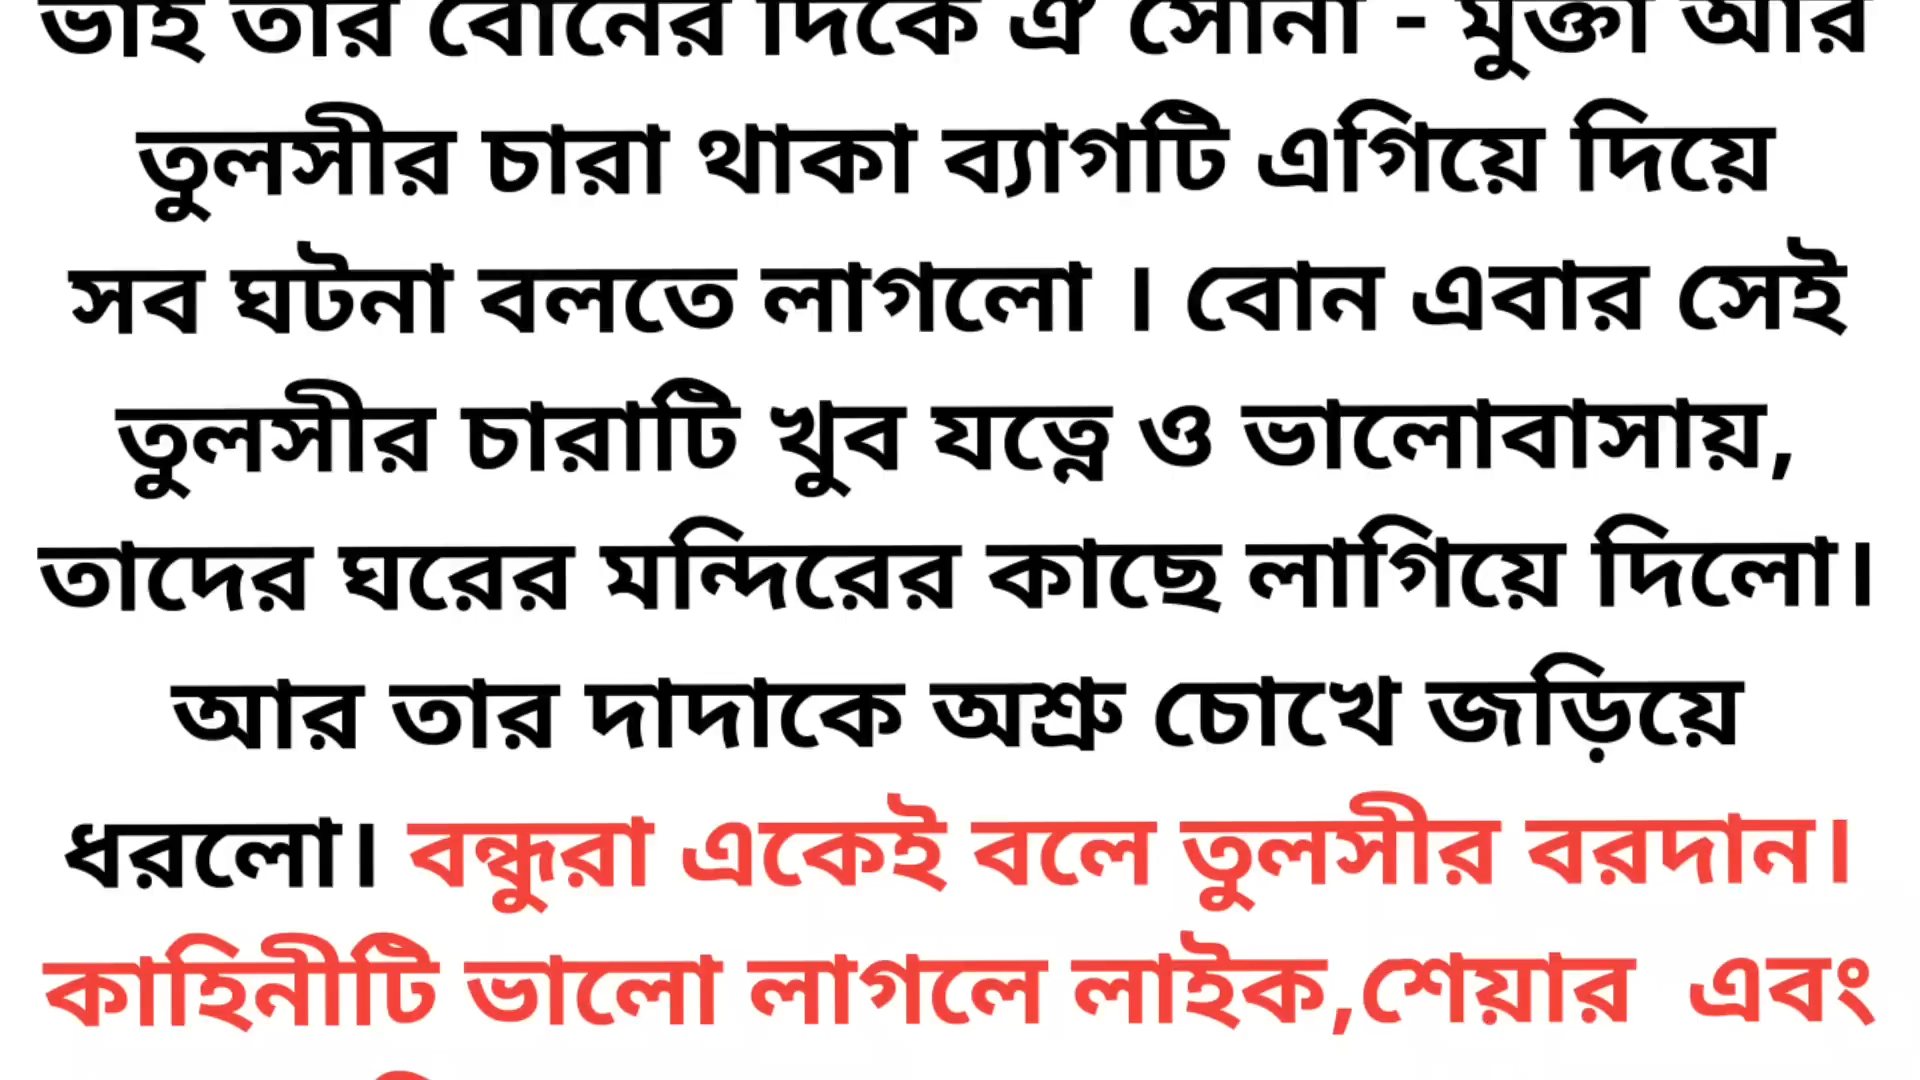 ভাই তার বোনের দিকে ঐ সোনা - মুক্তা আর
তুলসীর চারা থাকা ব্যাগটি এগিয়ে দিয়ে
সব ঘটনা বলতে লাগলো । বোন এবার সেই
তুলসীর চারাটি খুব যত্নে ও ভালোবাসায়,
তাদের ঘরের মন্দিরের কাছে লাগিয়ে দিলো।
আর তার দাদাকে অশ্রু চোখে জড়িয়ে
ধরলো। বন্ধুরা একেই বলে তুলসীর বরদান।
কাহিনীটি ভালো লাগলে লাইক,শেয়ার এবং